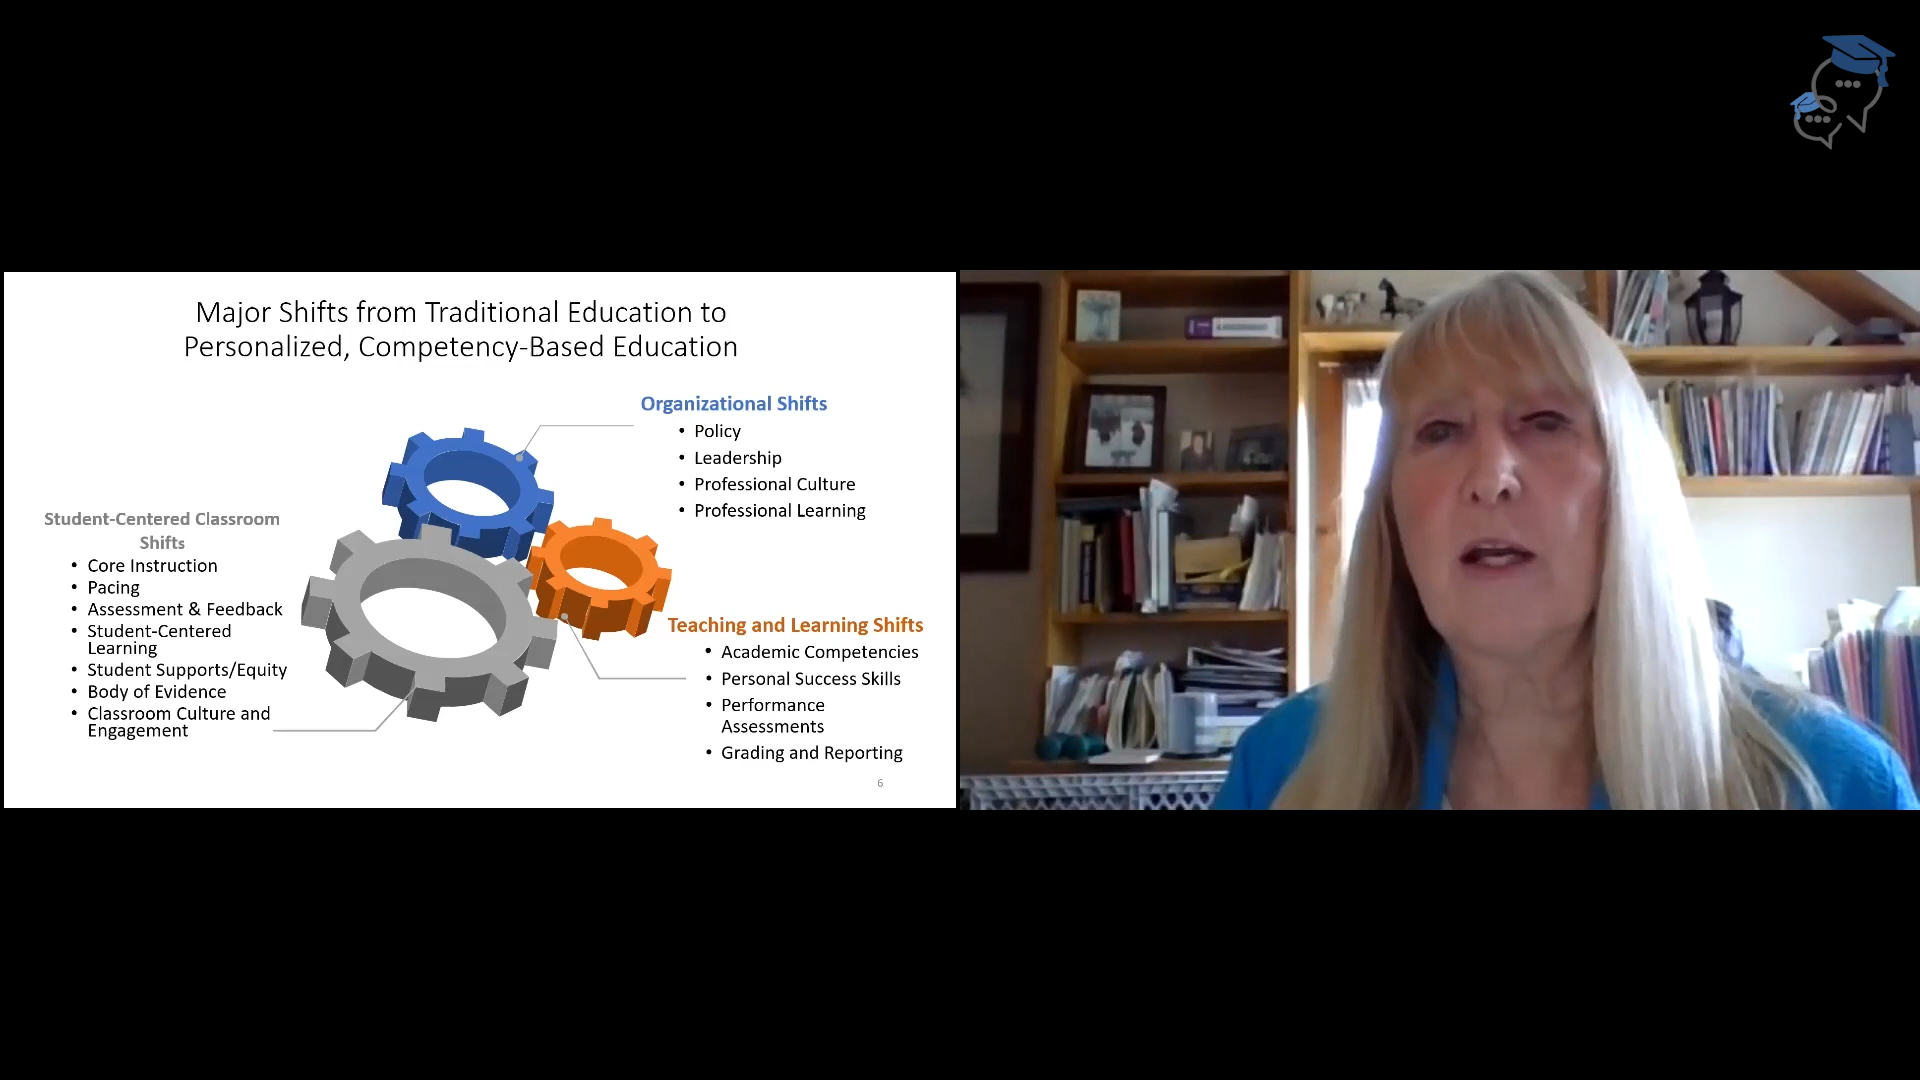 Major Shifts from Traditional Education to
Personalized, Competency-Based Education
Organizational Shifts
• Policy
• Leadership
• Professional Culture
• Professional Learning
Student-Centered Classroom
Shifts
• Core Instruction
• Pacing
• Assessment & Feedback
• Student-Centered
Learning
• Student Supports/Equity
• Body of Evidence
• Classroom Culture and
Engagement
Teaching and Learning Shifts
• Academic Competencies
• Personal Success Skills
• Performance
Assessments
• Grading and Reporting
6